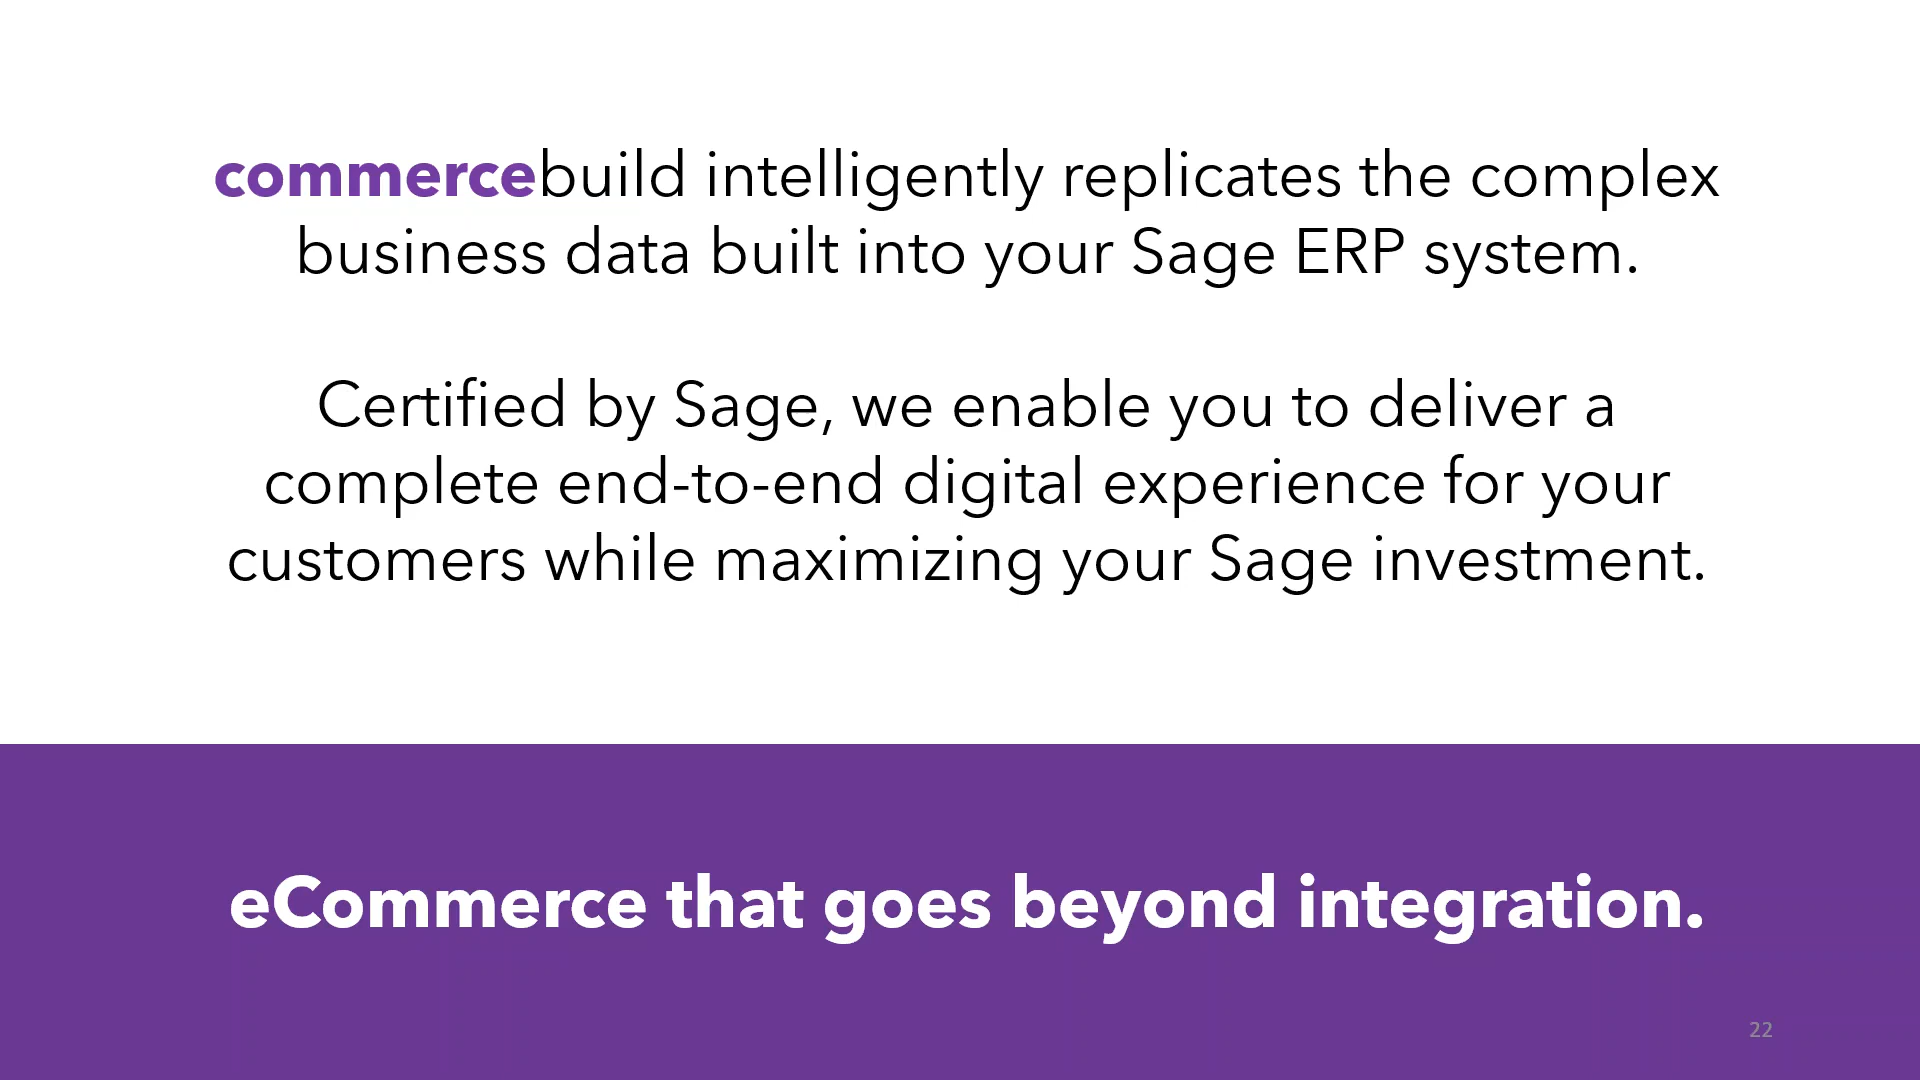 commercebuild intelligently replicates the complex
business data built into your Sage ERP system.
Certified by Sage, we enable you to deliver a
complete end-to-end digital experience for your
customers while maximizing your Sage investment.
eCommerce that goes beyond integration.
22